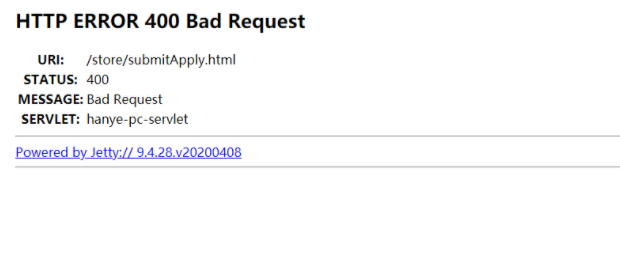 HTTP ERROR 400 Bad Request
URI: /store/submitApply.html
STATUS: 400
MESSAGE: Bad Request
SERVLET: hanye-pc-servlet
Powered by Jetty:// 9.4.28.v20200408